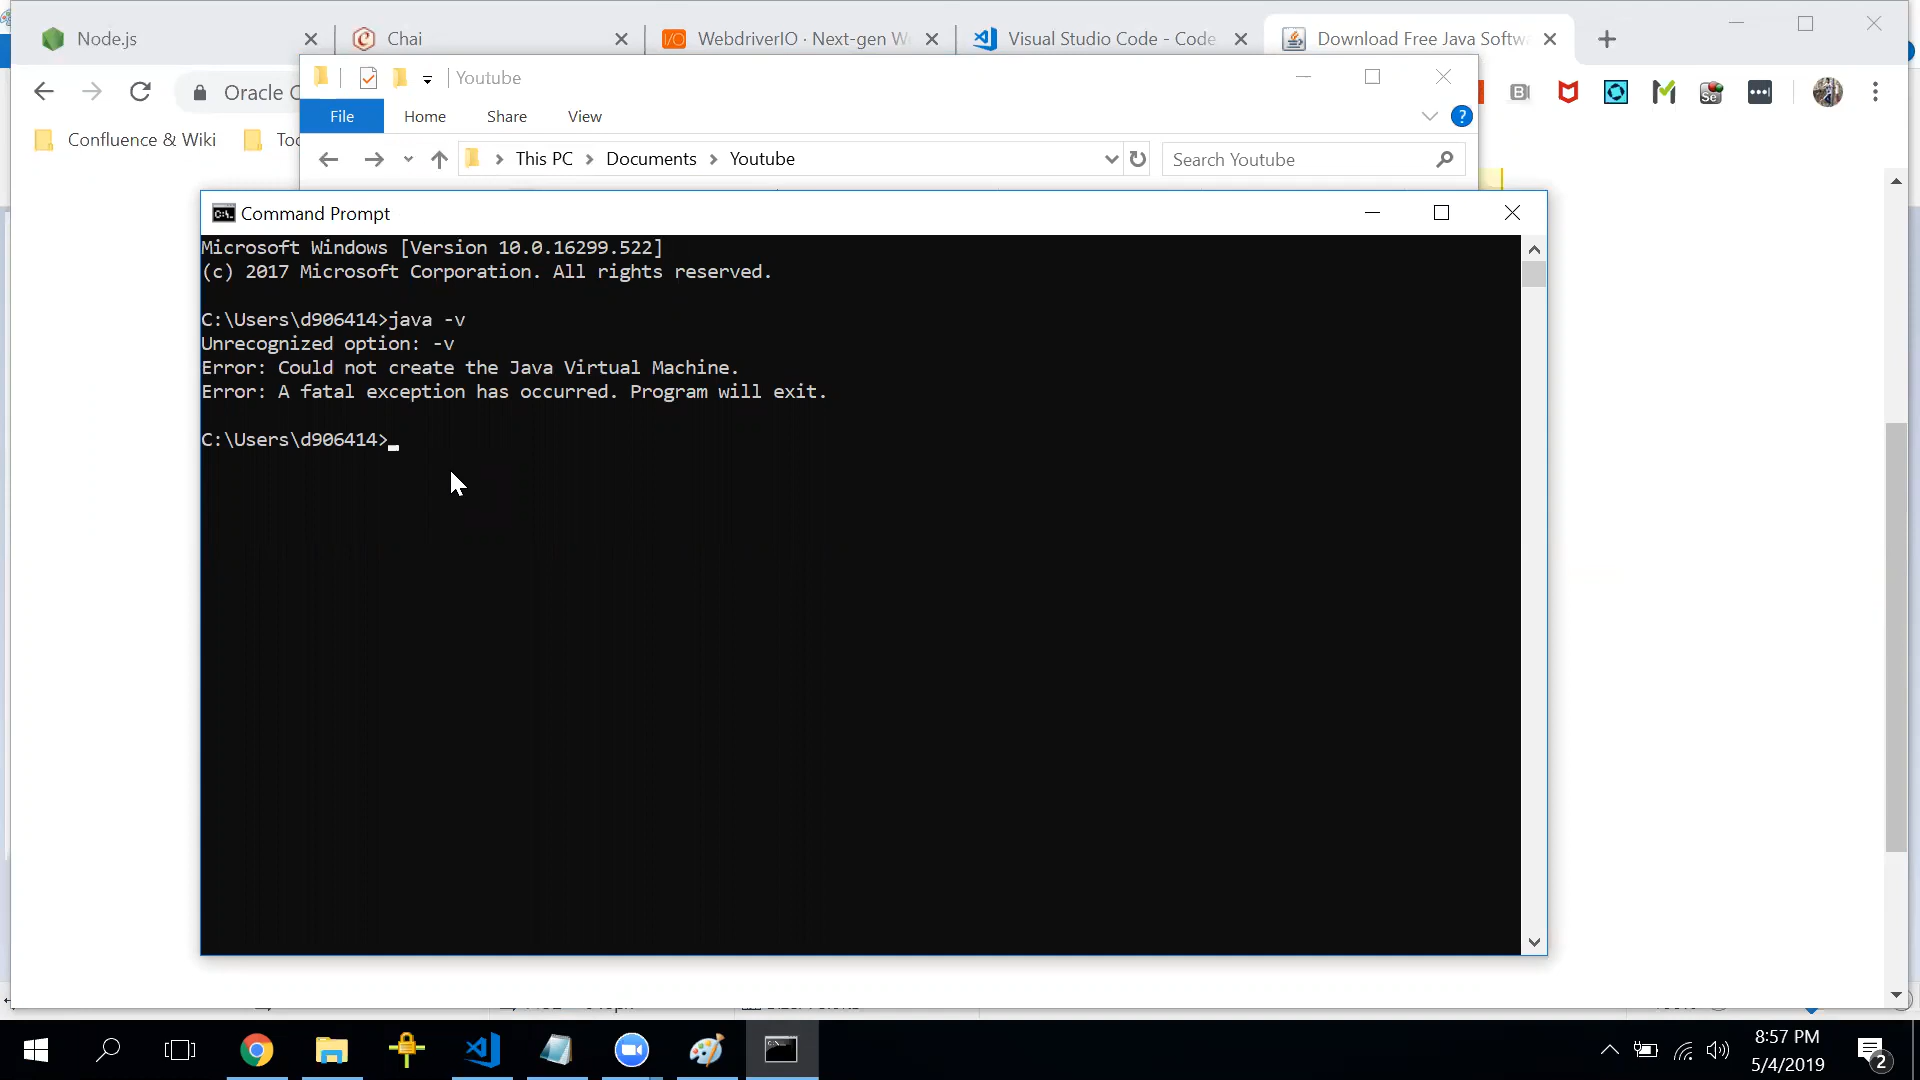 Node.js
Chai
WebdriverIO · Next-gen W
Visual Studio Code - Code
Download Free Java Softw
Youtube
Oracle C
File
Home
Share
View
Confluence & Wiki
This PC
Documents
Youtube
Search Youtube
Command Prompt
Microsoft Windows [Version 10.0.16299.522]
(c) 2017 Microsoft Corporation. All rights reserved.
C:\Users\d906414>java -v
Unrecognized option: -v
Error: Could not create the Java Virtual Machine.
Error: A fatal exception has occurred. Program will exit.
C:\Users\d906414>_
8:57 PM
5/4/2019
2